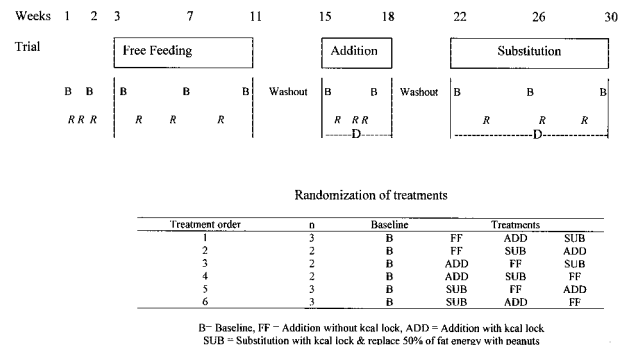 Weeks 1 2 3 7 11 15 18 22 26 30
Trial Free Feeding Addition Substitution
B B B B B Washout B B Washout B B B
R R R R R R R R R R R R
D D
Randomization of treatments
Treatment order n Baseline Treatments
1 3 B FF ADD SUB
2 2 B FF SUB ADD
3 2 B ADD FF SUB
4 2 B ADD SUB FF
5 3 B SUB FF ADD
6 3 B SUB ADD FF
B= Baseline, FF = Addition without kcal lock, ADD = Addition with kcal lock
SUB = Substitution with kcal lock & replace 50% of fat energy with peanuts